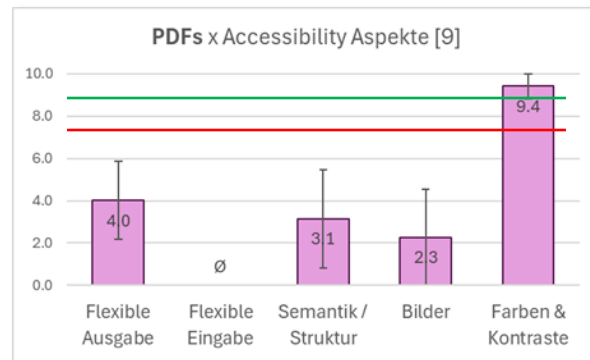 PDFs x Accessibility Aspekte [9]
10.0
8.0
6.0
4.0
2.0
0.0
4.0
Ø
3.1
2.3
9.4
Flexible
Ausgabe
Flexible
Eingabe
Semantik /
Struktur
Bilder
Farben &
Kontraste